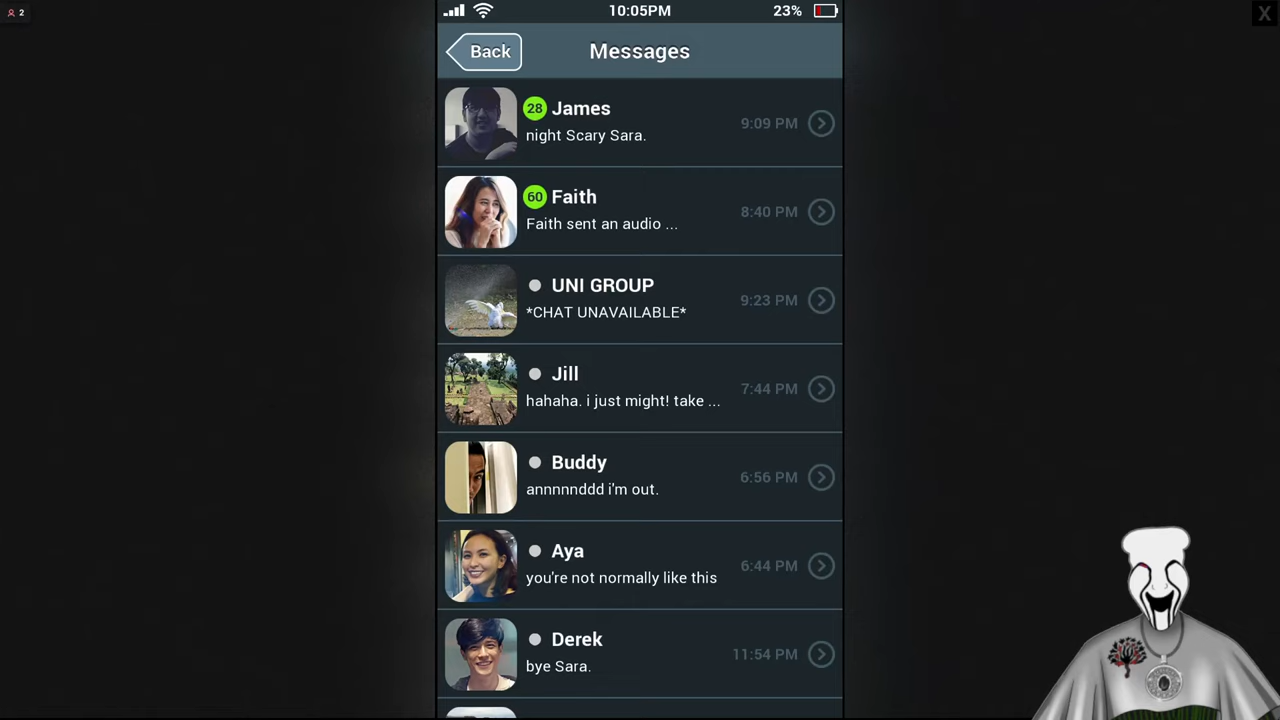 2
X
10:05PM
23%
Back
Messages
28 James
night Scary Sara.
9:09 PM
60 Faith
Faith sent an audio ...
8:40 PM
UNI GROUP
*CHAT UNAVAILABLE*
9:23 PM
Jill
hahaha. i just might! take ...
7:44 PM
Buddy
annnnnddd i'm out.
6:56 PM
Aya
you're not normally like this
6:44 PM
Derek
bye Sara.
11:54 PM